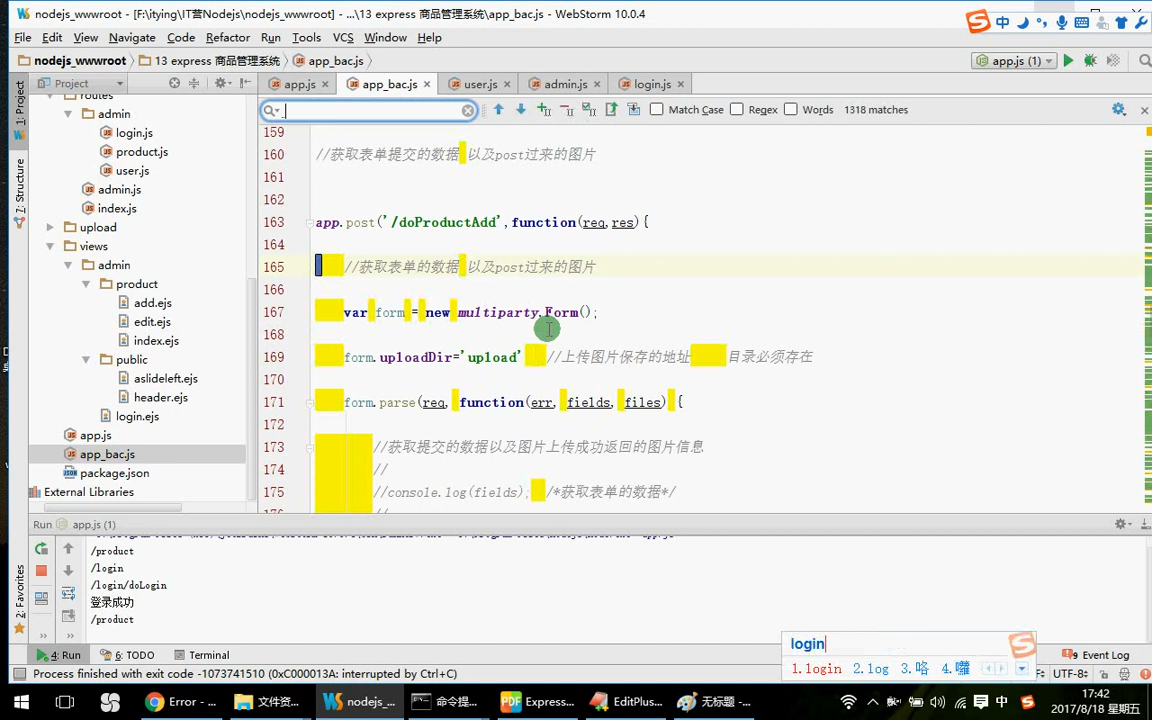 nodejs_wwwroot - [F:\itying\IT营Nodejs\nodejs_wwwroot] - ...\13 express 商品管理系统\app_bac.js - WebStorm 10.0.4
File Edit View Navigate Code Refactor Run Tools VCS Window Help
中
nodejs_wwwroot 13 express 商品管理系统 app_bac.js
app.js (1)
1: Project
7: Structure
2: Favorites
Project
app.js app_bac.js user.js admin.js login.js
Match Case Regex Words 1318 matches
routes
admin
login.js
product.js
user.js
admin.js
index.js
upload
views
admin
product
add.ejs
edit.ejs
index.ejs
public
aslideleft.ejs
header.ejs
login.ejs
app.js
app_bac.js
package.json
External Libraries
159
160 //获取表单提交的数据 以及post过来的图片
161
162
163 app.post('/doProductAdd',function(req,res){
164
165 //获取表单的数据 以及post过来的图片
166
167 var form = new multiparty.Form();
168
169 form.uploadDir='upload' //上传图片保存的地址 目录必须存在
170
171 form.parse(req, function(err, fields, files) {
172
173 //获取提交的数据以及图片上传成功返回的图片信息
174 //
175 //console.log(fields); /*获取表单的数据*/
176 //
Run app.js (1)
/product
/login
/login/doLogin
登录成功
/product
login
1.login 2.log 3.咯 4.囖
4: Run 6: TODO Terminal 9 Event Log
Process finished with exit code -1073741510 (0xC000013A: interrupted by Ctrl+C)
UTF-8
Error - ... 文件资... nodejs_... 命令提... Express... EditPlus... 无标题 - ...
中
17:42
2017/8/18 星期五